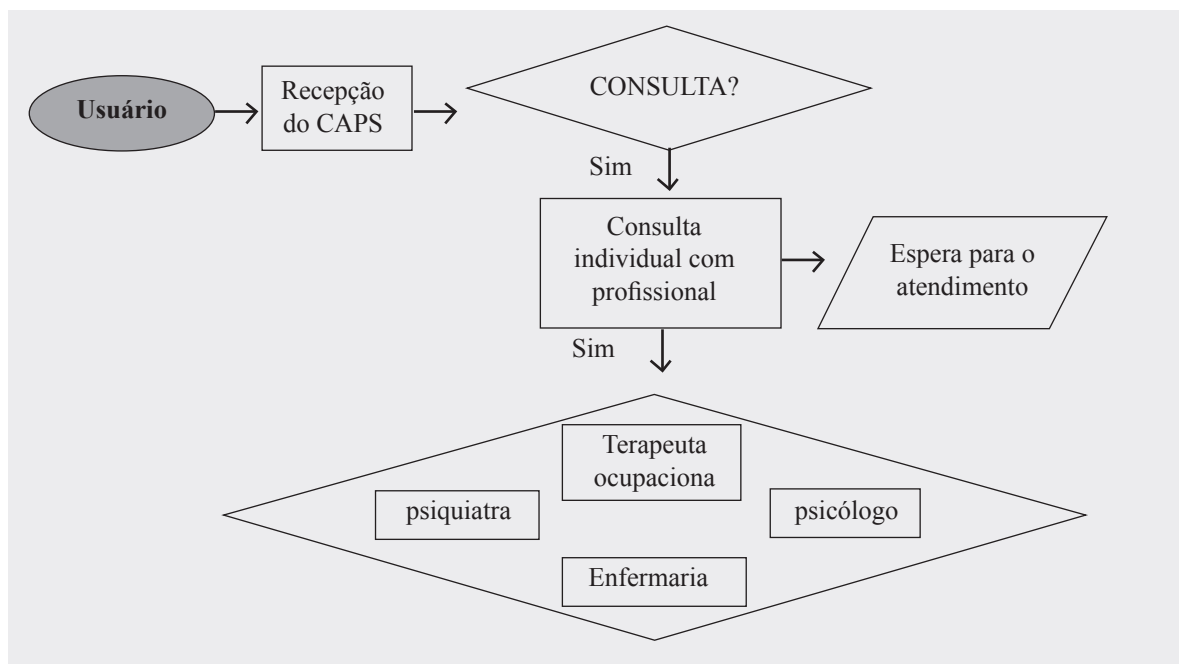 Usuário
Recepção
do CAPS
CONSULTA?
Sim
Consulta
individual com
profissional
Espera para o
atendimento
Sim
Terapeuta
ocupaciona
psiquiatra
psicólogo
Enfermaria